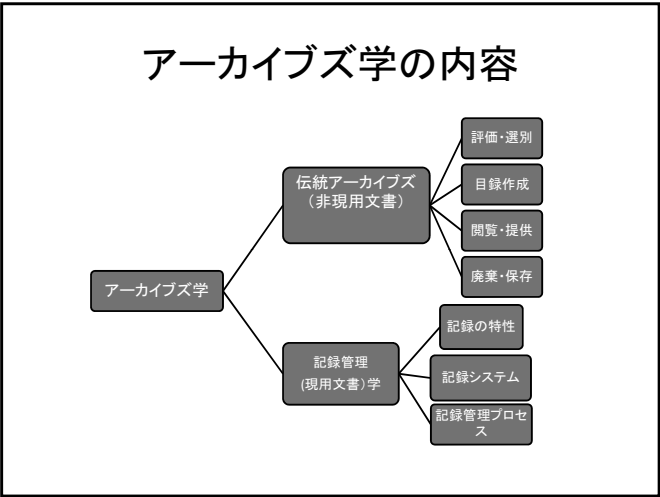 アーカイブズ学の内容
アーカイブズ学
伝統アーカイブズ
（非現用文書）
評価・選別
目録作成
閲覧・提供
廃棄・保存
記録管理
(現用文書）学
記録の特性
記録システム
記録管理プロセ
ス